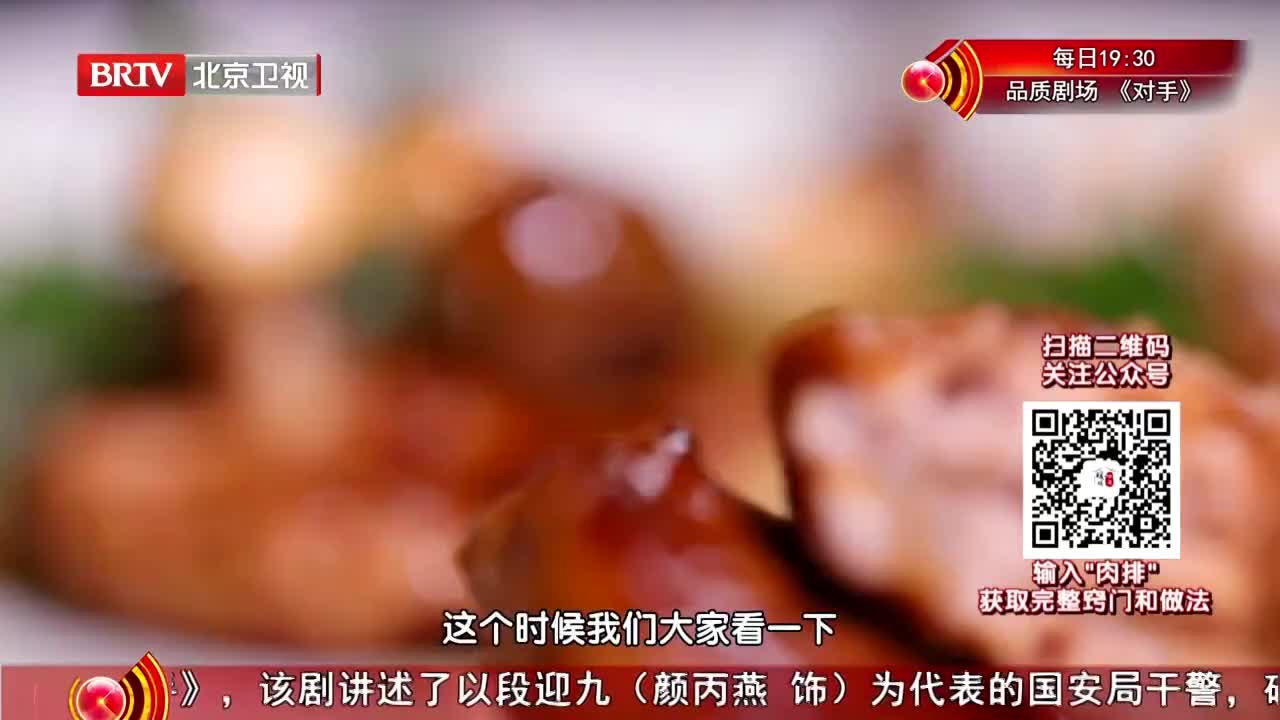 BRTV 北京卫视
每日19:30
品质剧场 《对手》
扫描二维码
关注公众号
输入"肉排"
获取完整窍门和做法
这个时候我们大家看一下
》，该剧讲述了以段迎九（颜丙燕 饰）为代表的国安局干警，